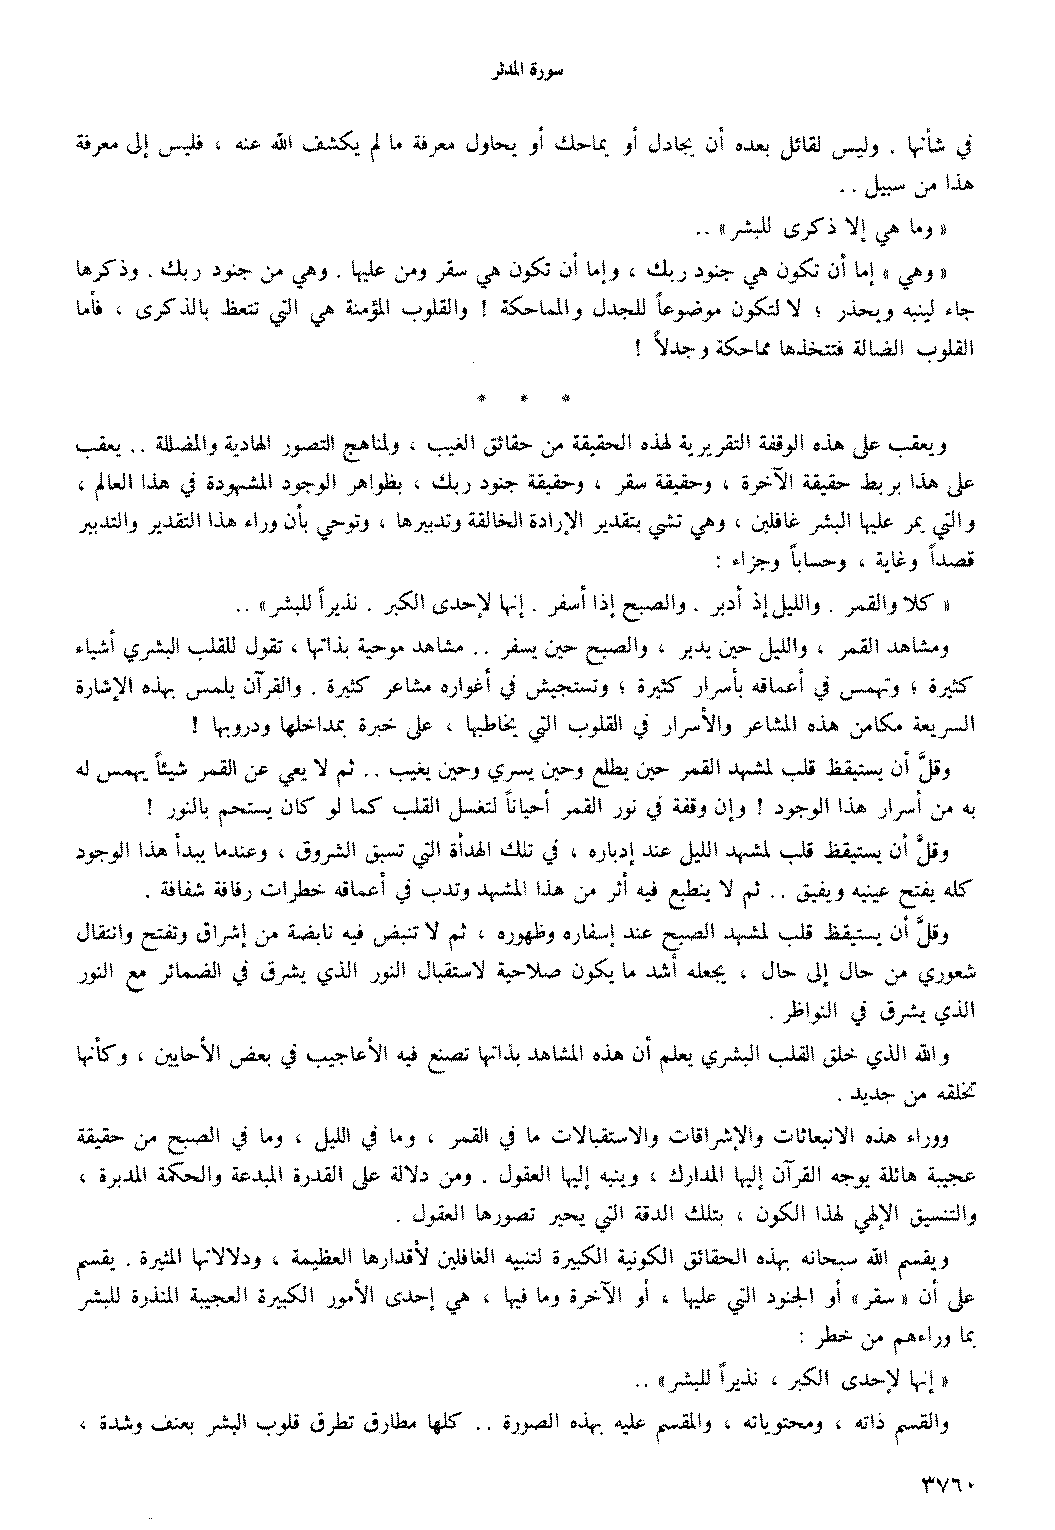 سورة المدثر
في شأنها . وليس لقائل بعده أن يجادل أو يماحك أو يحاول معرفة ما لم يكشف الله عنه ، فليس إلى معرفة
هذا من سبيل ..
« وما هي إلا ذكرى للبشر» ..
« وهي » إما أن تكون هي جنود ربك ، وإما أن تكون هي سقر ومن عليها . وهي من جنود ربك . وذكرها
جاء لينبه ويحذر ؛ لا لتكون موضوعاً للجدل والمماحكة ! والقلوب المؤمنة هي التي تتعظ بالذكرى ، فأما
القلوب الضالة فتتخذها مماحكة وجدلاً !
* * *
ويعقب على هذه الوقفة التقريرية لهذه الحقيقة من حقائق الغيب ، ولمناهج التصور الهادية والمضللة .. يعقب
على هذا بربط حقيقة الآخرة ، وحقيقة سقر ، وحقيقة جنود ربك ، بظواهر الوجود المشهودة في هذا العالم ،
والتي يمر عليها البشر غافلين ، وهي تشي بتقدير الإرادة الخالقة وتدبيرها ، وتوحي بأن وراء هذا التقدير والتدبير
قصداً وغاية ، وحساباً وجزاء :
« كلا والقمر . والليل إذ أدبر . والصبح إذا أسفر . إنها لإحدى الكبر . نذيراً للبشر» ..
ومشاهد القمر ، والليل حين يدبر ، والصبح حين يسفر .. مشاهد موحية بذاتها ، تقول للقلب البشري أشياء
كثيرة ؛ وتهمس في أعماقه بأسرار كثيرة ؛ وتستجيش في أغواره مشاعر كثيرة . والقرآن يلمس بهذه الإشارة
السريعة مكامن هذه المشاعر والأسرار في القلوب التي يخاطبها ، على خبرة بمداخلها ودروبها !
وقلَّ أن يستيقظ قلب لمشهد القمر حين يطلع وحين يسري وحين يغيب .. ثم لا يعي عن القمر شيئاً يهمس له
به من أسرار هذا الوجود ! وإن وقفة في نور القمر أحياناً لتغسل القلب كما لو كان يستحم بالنور !
وقلَّ أن يستيقظ قلب لمشهد الليل عند إدباره ، في تلك الهدأة التي تسبق الشروق ، وعندما يبدأ هذا الوجود
كله يفتح عينيه ويفيق .. ثم لا ينطبع فيه أثر من هذا المشهد وتدب في أعماقه خطرات رفافة شفافة .
وقلَّ أن يستيقظ قلب لمشهد الصبح عند إسفاره وظهوره ، ثم لا تنبض فيه نابضة من إشراق وتفتح وانتقال
شعوري من حال إلى حال ، يجعله أشد ما يكون صلاحية لاستقبال النور الذي يشرق في الضمائر مع النور
الذي يشرق في النواظر .
والله الذي خلق القلب البشري يعلم أن هذه المشاهد بذاتها تصنع فيه الأعاجيب في بعض الأحايين ، وكأنها
تخلقه من جديد .
ووراء هذه الانبعاثات والإشراقات والاستقبالات ما في القمر ، وما في الليل ، وما في الصبح من حقيقة
عجيبة هائلة يوجه القرآن إليها المدارك ، وينبه إليها العقول . ومن دلالة على القدرة المبدعة والحكمة المدبرة ،
والتنسيق الإلهي لهذا الكون ، بتلك الدقة التي يحير تصورها العقول .
ويقسم الله سبحانه بهذه الحقائق الكونية الكبيرة لتنبيه الغافلين لأقدارها العظيمة ، ودلالاتها المثيرة . يقسم
على أن « سقر» أو الجنود التي عليها ، أو الآخرة وما فيها ، هي إحدى الأمور الكبيرة العجيبة المنذرة للبشر
بما وراءهم من خطر :
« إنها لإحدى الكبر ، نذيراً للبشر» ..
والقسم ذاته ، ومحتوياته ، والمقسم عليه بهذه الصورة .. كلها مطارق تطرق قلوب البشر بعنف وشدة ،
٣٧٦٠